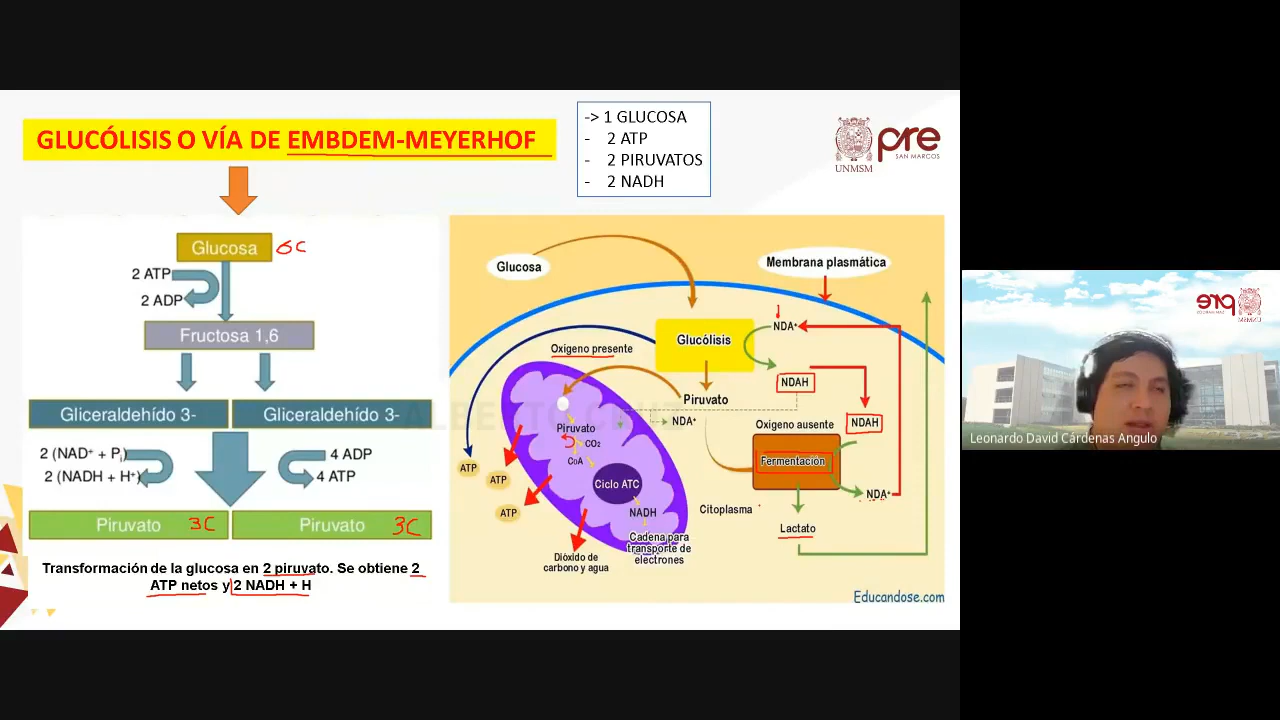 GLUCÓLISIS O VÍA DE EMBDEM-MEYERHOF
-> 1 GLUCOSA
- 2 ATP
- 2 PIRUVATOS
- 2 NADH
UNMSM
pre
SAN MARCOS
Glucosa 6C
2 ATP
2 ADP
Fructosa 1,6
Gliceraldehído 3-
Gliceraldehído 3-
2 (NAD⁺ + Pᵢ)
2 (NADH + H⁺)
4 ADP
4 ATP
Piruvato 3C
Piruvato 3C
Transformación de la glucosa en 2 piruvato. Se obtiene 2
ATP netos y 2 NADH + H
Glucosa
Membrana plasmática
Glucólisis
NDA⁺
Oxigeno presente
NDAH
Piruvato
NDA⁺
NDAH
Oxigeno ausente
Piruvato
CO₂
CoA
Fermentación
ATP
ATP
ATP
Ciclo ATC
NDA⁺
NADH
Citoplasma
Lactato
Cadena para
transporte de
electrones
Dióxido de
carbono y agua
Educandose.com
ALBERTO CRUZ
pre
Leonardo David Cárdenas Angulo